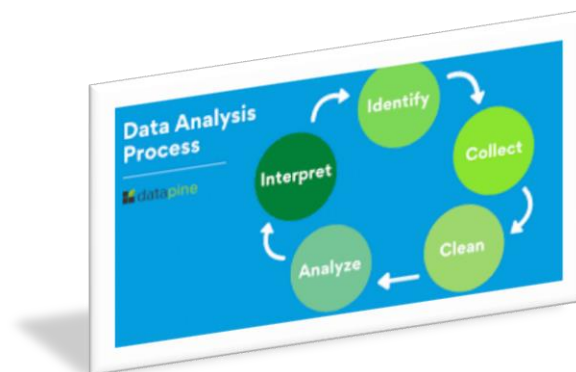 Data Analysis
Process
datapine
Identify
Collect
Clean
Analyze
Interpret